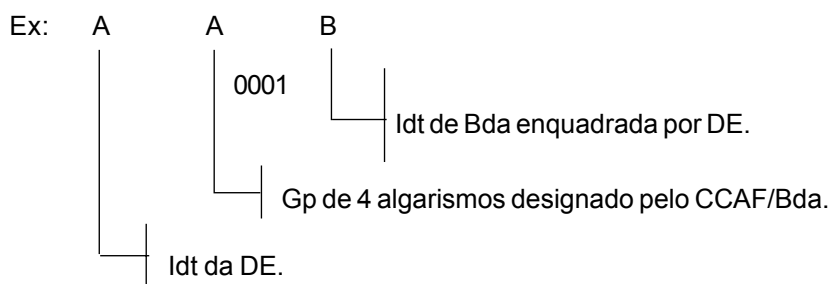 Ex: A A B
0001
Idt de Bda enquadrada por DE.
Gp de 4 algarismos designado pelo CCAF/Bda.
Idt da DE.